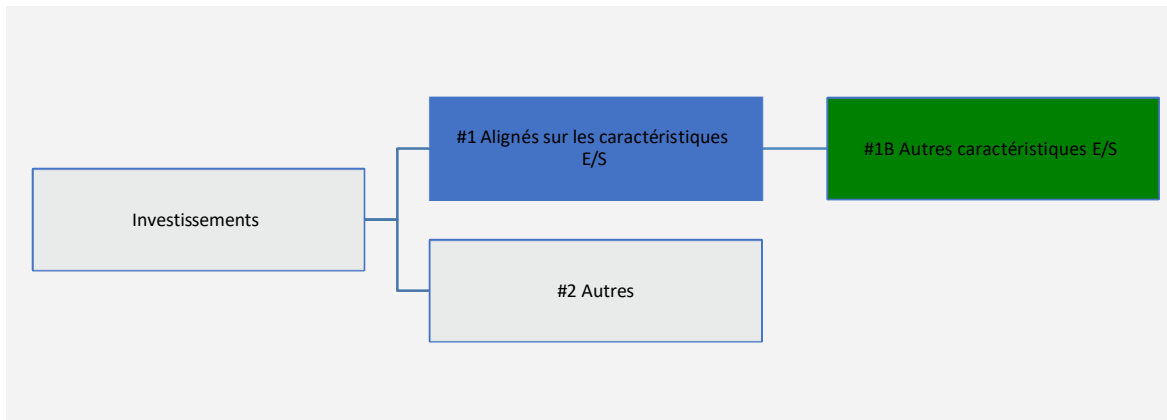 #1 Alignés sur les caractéristiques
E/S
#1B Autres caractéristiques E/S
Investissements
#2 Autres